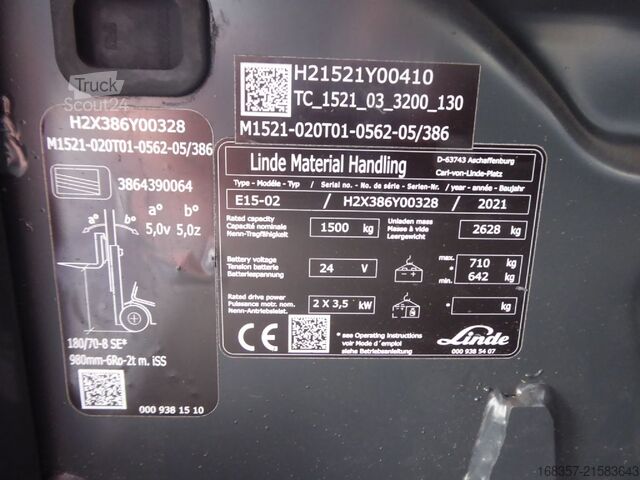 Truck
Scout24
H21521Y00410
TC_1521_03_3200_130
M1521-020T01-0562-05/386
H2X386Y00328
M1521-020T01-0562-05/386
3864390064
a° b°
a° b°
5,0v 5,0z
180/70-8 SE*
980mm-6Ro-2t m. iSS
000 938 15 10
Linde Material Handling
D-63743 Aschaffenburg
Carl-von-Linde-Platz
Type - Modéle - Typ / Serial no. - No - de série - Serien-Nr. / year - année - Baujahr
E15-02 / H2X386Y00328 / 2021
Rated capacity
Capacité nominale
Nenn-Tragfähigkeit
1500 kg
Unladen mass
Masse à vide
Leergewicht
2628 kg
Battery voltage
Tension batterie
Batteriespannung
24 V
max. * 710 kg
min. * 642 kg
Rated drive power
Puissance motr. nom.
Nenn-Antriebsleist.
2 X 3,5 kW
* kg
CE
* see Operating Instructions
voir Mode d´emploi
siehe Betriebsanleitung
Linde
000 938 54 07
168357-21583643